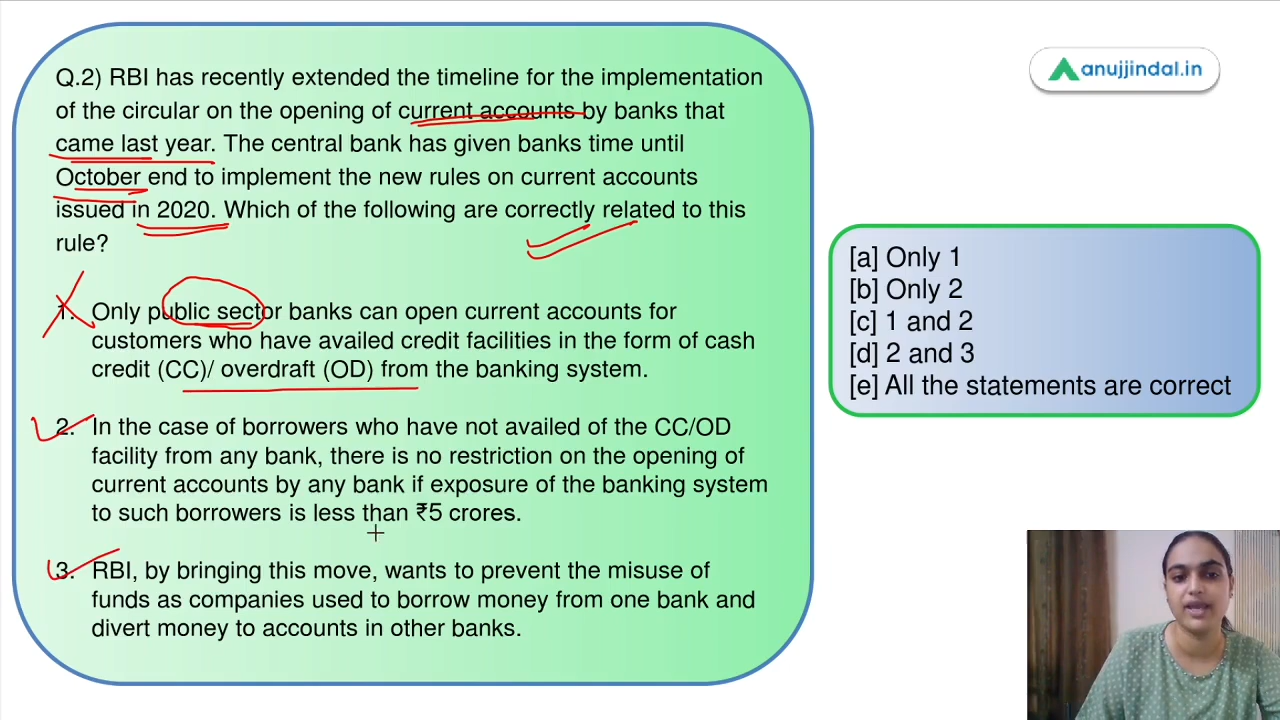 Q.2) RBI has recently extended the timeline for the implementation
of the circular on the opening of current accounts by banks that
came last year. The central bank has given banks time until
October end to implement the new rules on current accounts
issued in 2020. Which of the following are correctly related to this
rule?
1. Only public sector banks can open current accounts for
customers who have availed credit facilities in the form of cash
credit (CC)/ overdraft (OD) from the banking system.
2. In the case of borrowers who have not availed of the CC/OD
facility from any bank, there is no restriction on the opening of
current accounts by any bank if exposure of the banking system
to such borrowers is less than ₹5 crores.
3. RBI, by bringing this move, wants to prevent the misuse of
funds as companies used to borrow money from one bank and
divert money to accounts in other banks.
anujjindal.in
[a] Only 1
[b] Only 2
[c] 1 and 2
[d] 2 and 3
[e] All the statements are correct